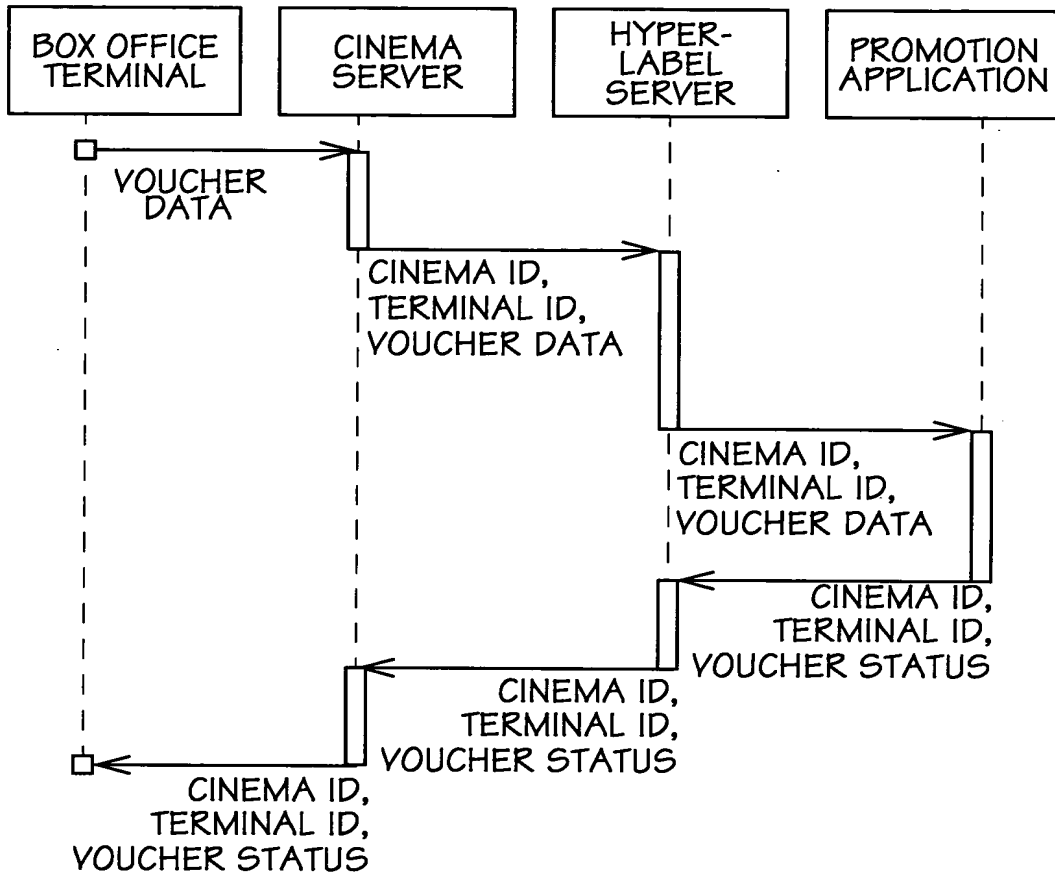 BOX OFFICE
TERMINAL
CINEMA
SERVER
HYPER-
LABEL
SERVER
PROMOTION
APPLICATION
VOUCHER
DATA
CINEMA ID,
TERMINAL ID,
VOUCHER DATA
CINEMA ID,
TERMINAL ID,
VOUCHER DATA
CINEMA ID,
TERMINAL ID,
VOUCHER STATUS
CINEMA ID,
TERMINAL ID,
VOUCHER STATUS
CINEMA ID,
TERMINAL ID,
VOUCHER STATUS